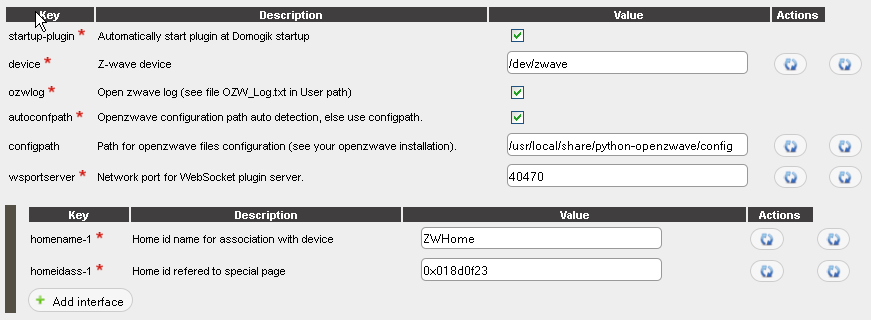 Key Description Value Actions
startup-plugin * Automatically start plugin at Domogik startup
device * Z-wave device /dev/zwave
ozwlog * Open zwave log (see file OZW_Log.txt in User path)
autoconfpath * Openzwave configuration path auto detection, else use configpath.
configpath Path for openzwave files configuration (see your openzwave installation). /usr/local/share/python-openzwave/config
wsportserver * Network port for WebSocket plugin server. 40470
Key Description Value Actions
homename-1 * Home id name for association with device ZWHome
homeidass-1 * Home id refered to special page 0x018d0f23
Add interface